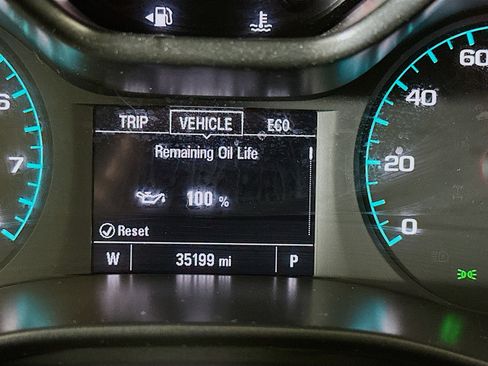 TRIP VEHICLE ECO
Remaining Oil Life
100 %
Reset
W 35199 mi P
6
7
60
40
20
0